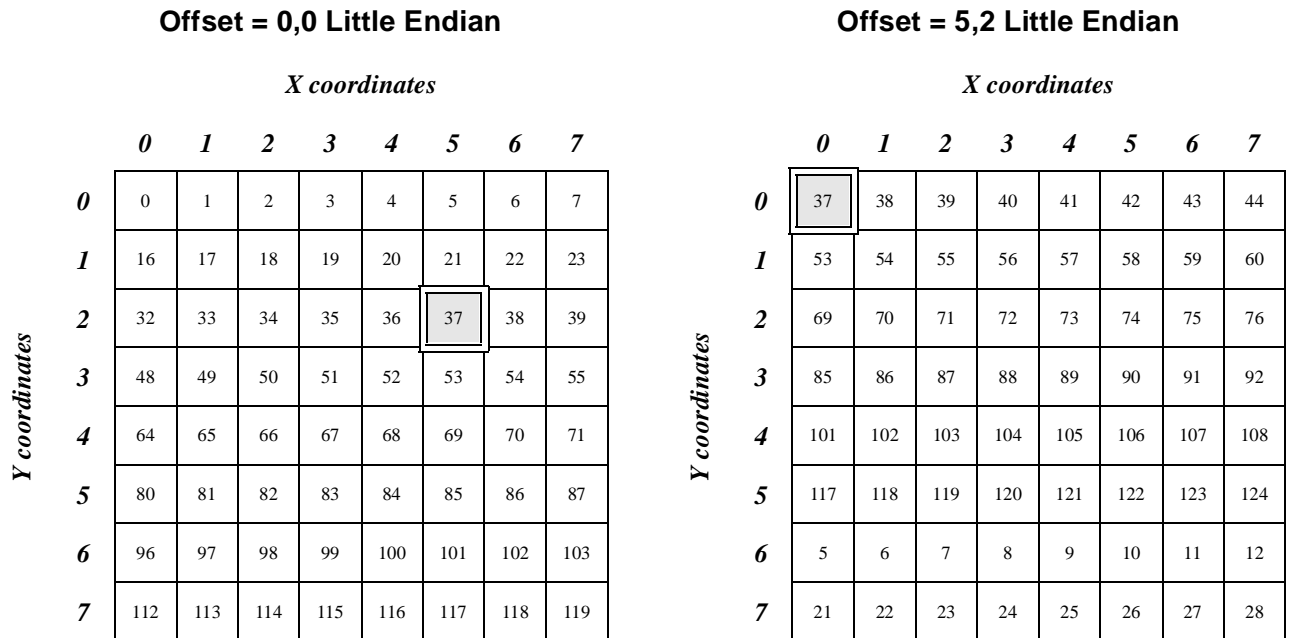 Offset = 0,0 Little Endian
X coordinates
0 1 2 3 4 5 6 7
Y coordinates
0 0 1 2 3 4 5 6 7
1 16 17 18 19 20 21 22 23
2 32 33 34 35 36 37 38 39
3 48 49 50 51 52 53 54 55
4 64 65 66 67 68 69 70 71
5 80 81 82 83 84 85 86 87
6 96 97 98 99 100 101 102 103
7 112 113 114 115 116 117 118 119
Offset = 5,2 Little Endian
X coordinates
0 1 2 3 4 5 6 7
Y coordinates
0 37 38 39 40 41 42 43 44
1 53 54 55 56 57 58 59 60
2 69 70 71 72 73 74 75 76
3 85 86 87 88 89 90 91 92
4 101 102 103 104 105 106 107 108
5 117 118 119 120 121 122 123 124
6 5 6 7 8 9 10 11 12
7 21 22 23 24 25 26 27 28